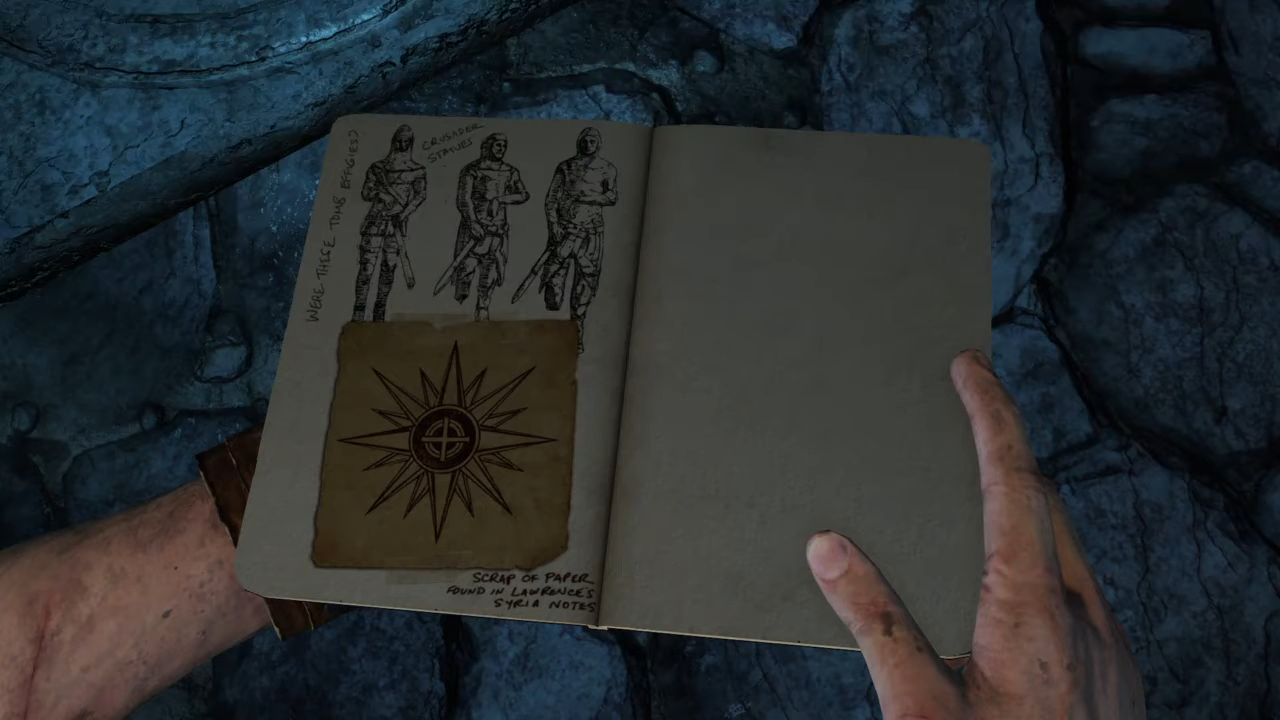 WERE THESE TOMB EFFIGIES?
CRUSADER
STATUES
SCRAP OF PAPER
FOUND IN LAWRENCE'S
SYRIA NOTES